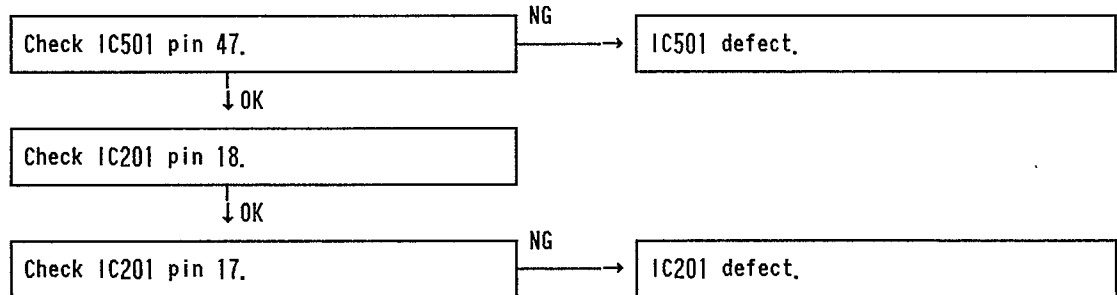 NG
Check IC501 pin 47.
IC501 defect.
OK
Check IC201 pin 18.
OK
NG
Check IC201 pin 17.
IC201 defect.